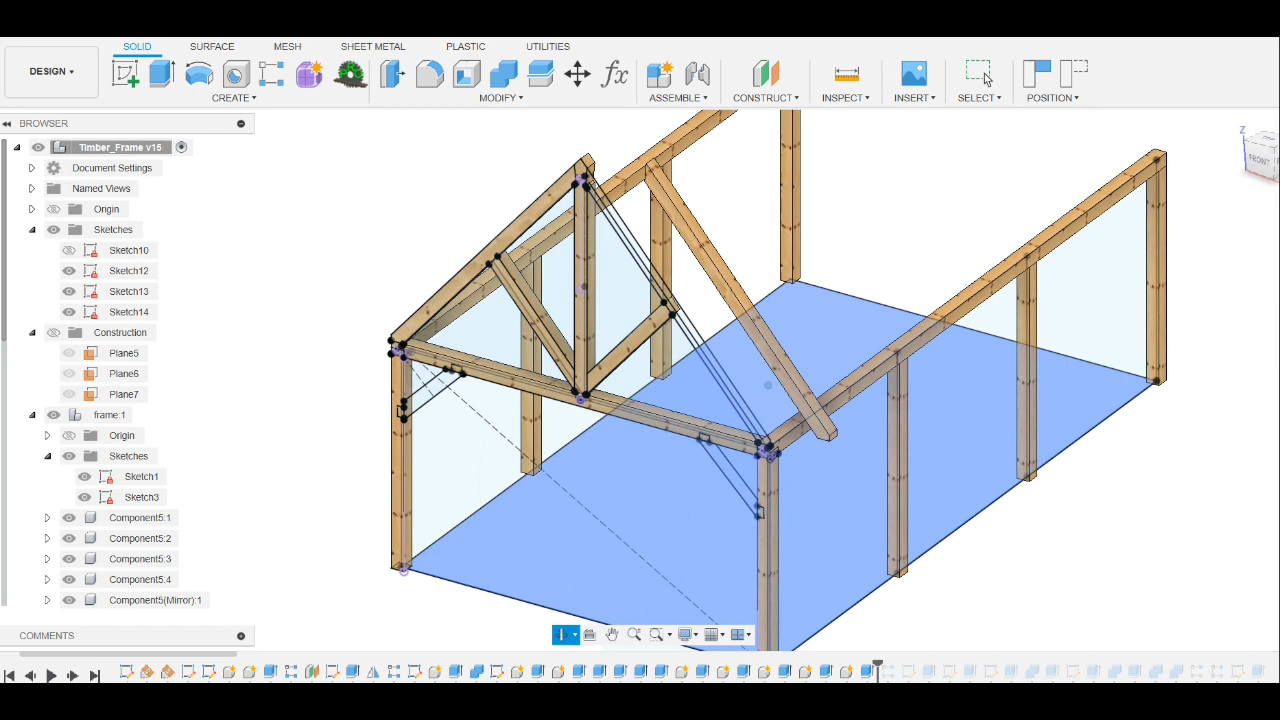 SOLID SURFACE MESH SHEET METAL PLASTIC UTILITIES
DESIGN
CREATE MODIFY ASSEMBLE CONSTRUCT INSPECT INSERT SELECT POSITION
fx
BROWSER
Timber_Frame v15
Document Settings
Named Views
Origin
Sketches
Sketch10
Sketch12
Sketch13
Sketch14
Construction
Plane5
Plane6
Plane7
frame:1
Origin
Sketches
Sketch1
Sketch3
Component5:1
Component5:2
Component5:3
Component5:4
Component5(Mirror):1
COMMENTS
Z
FRONT